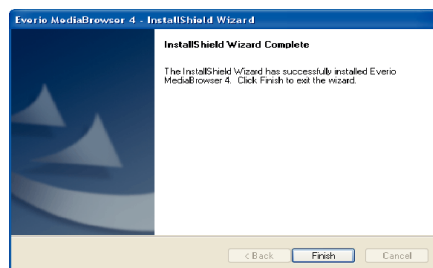 Everio MediaBrowser 4 - InstallShield Wizard
InstallShield Wizard Complete
The InstallShield Wizard has successfully installed Everio
MediaBrowser 4. Click Finish to exit the wizard.
< Back
Finish
Cancel